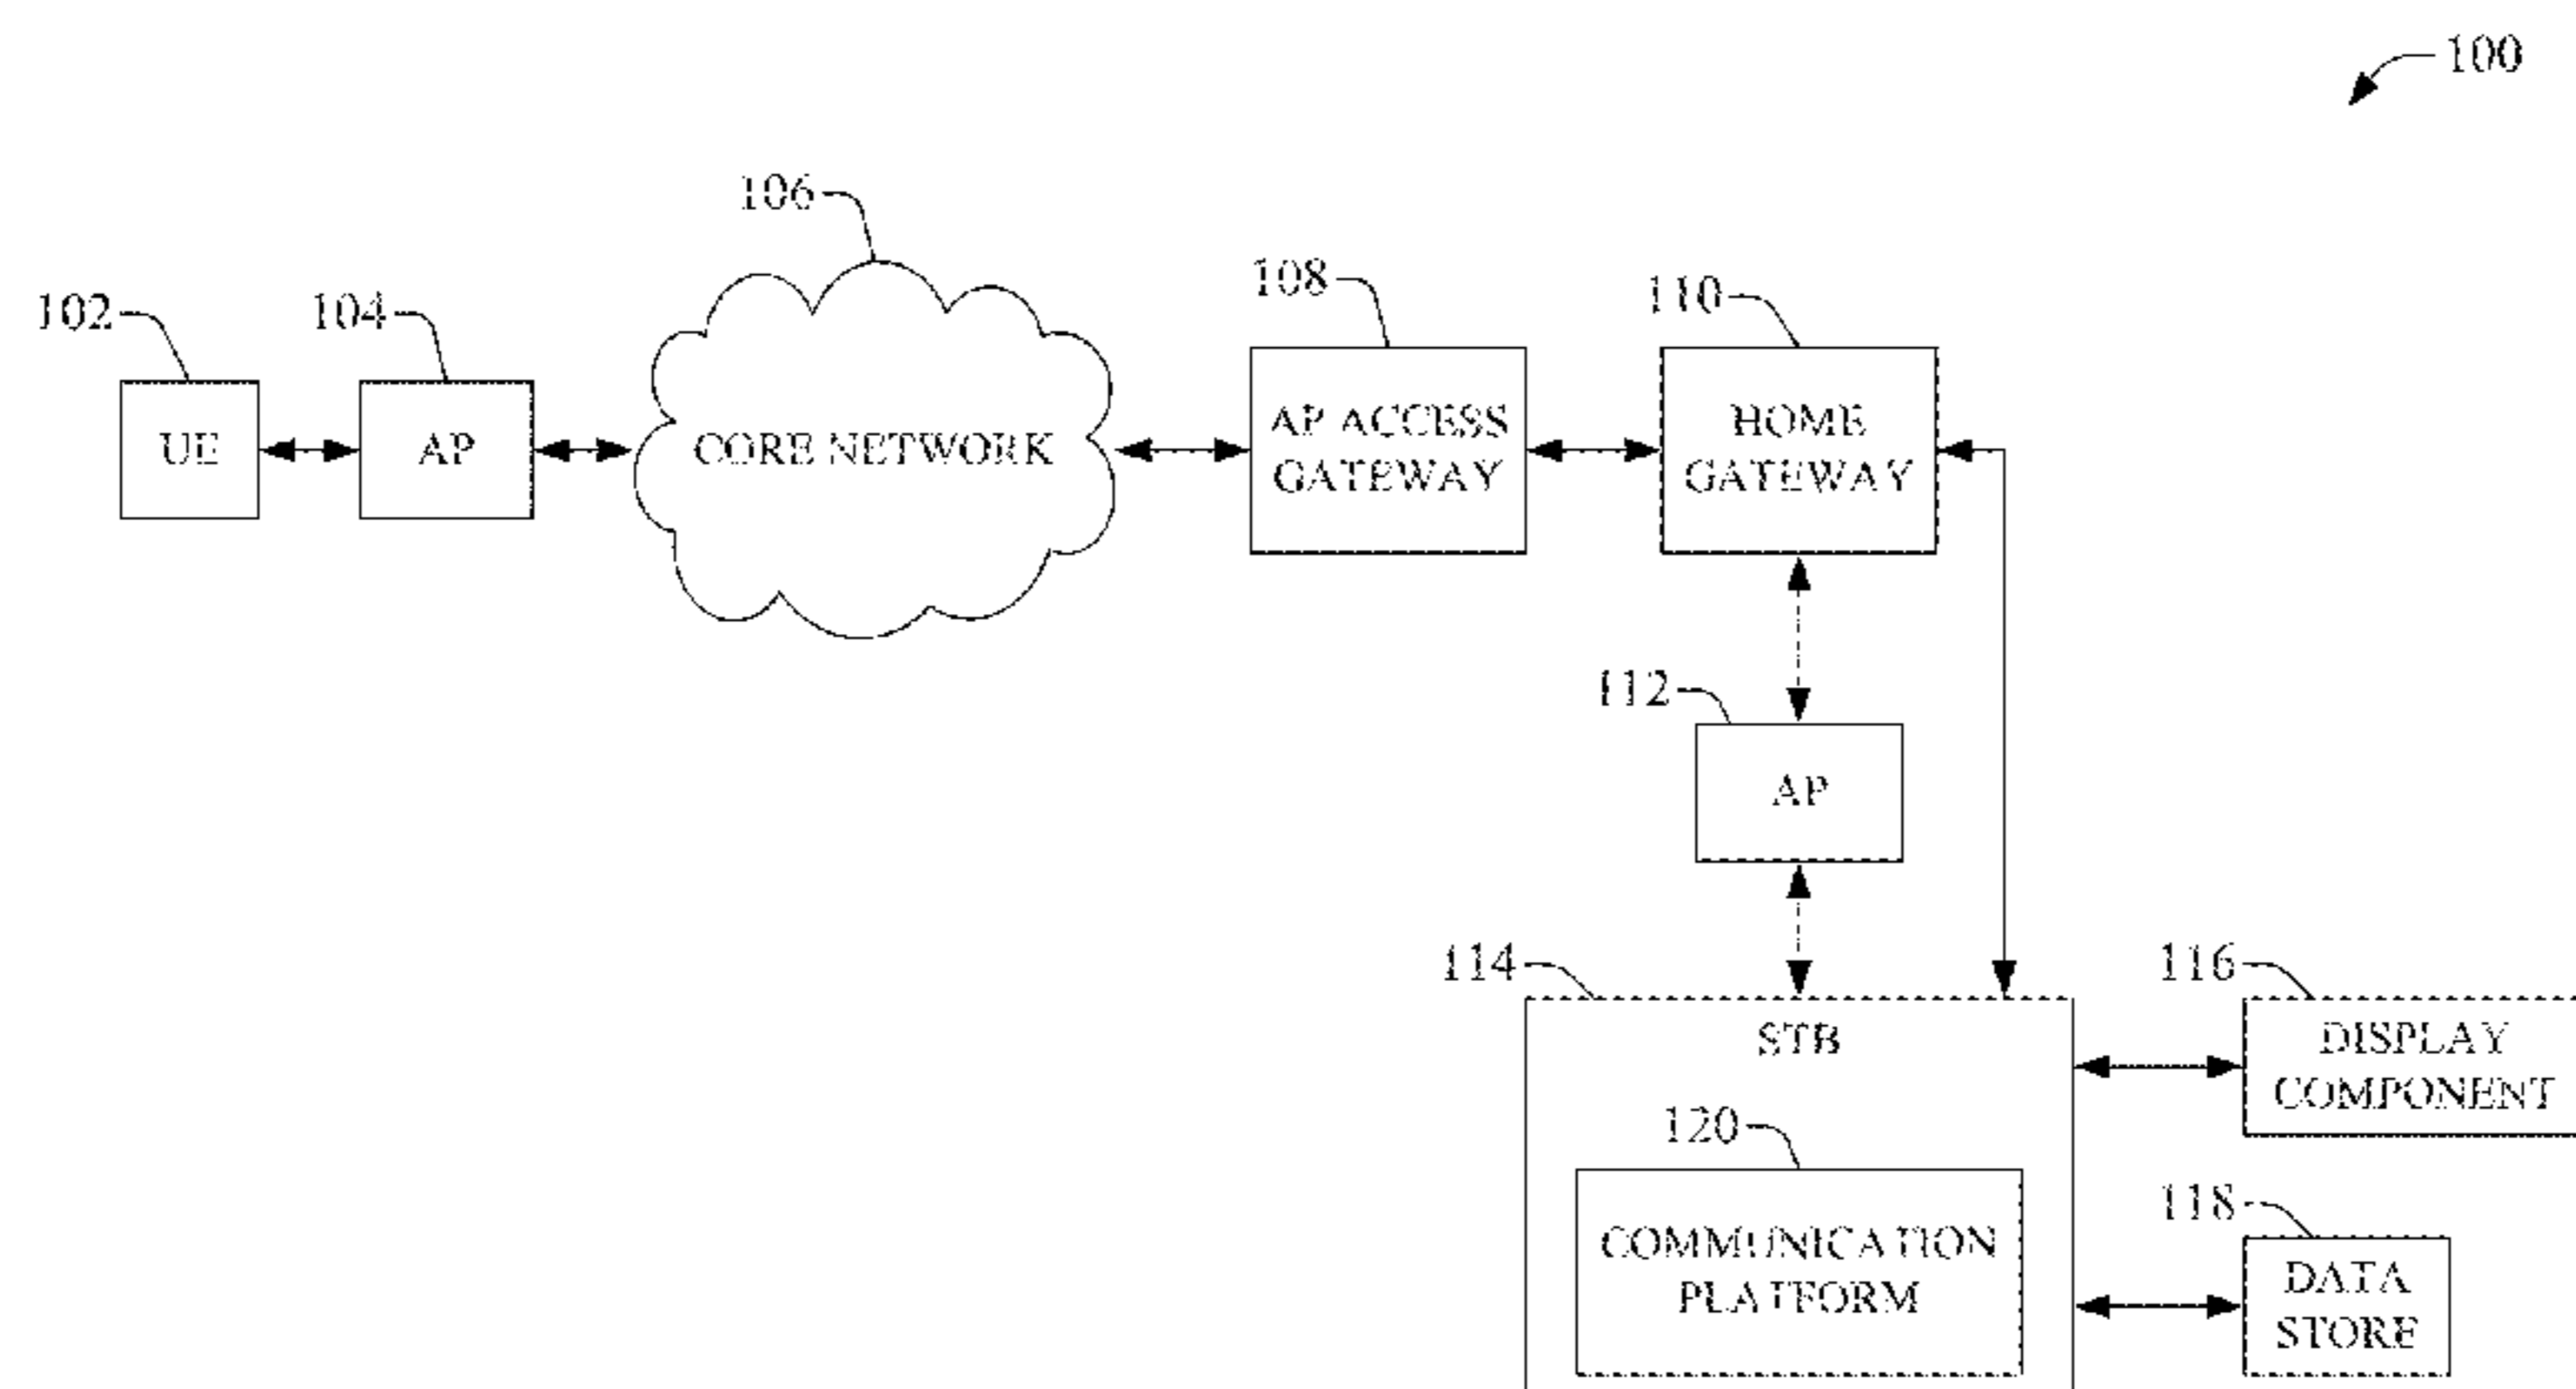 100
106
108
110
102
104
UE
AP
CORE NETWORK
AP ACCESS
GATEWAY
HOME
GATEWAY
112
AP
114
116
STB
DISPLAY
COMPONENT
120
118
COMMUNICATION
PLATFORM
DATA
STORE